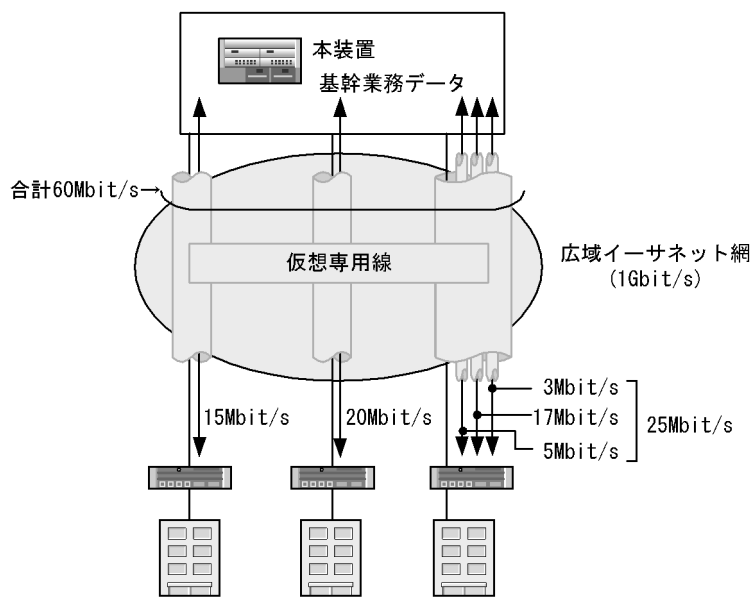 本装置
基幹業務データ
合計60Mbit/s→
仮想専用線
広域イーサネット網
(1Gbit/s)
15Mbit/s
20Mbit/s
3Mbit/s
17Mbit/s
5Mbit/s
25Mbit/s